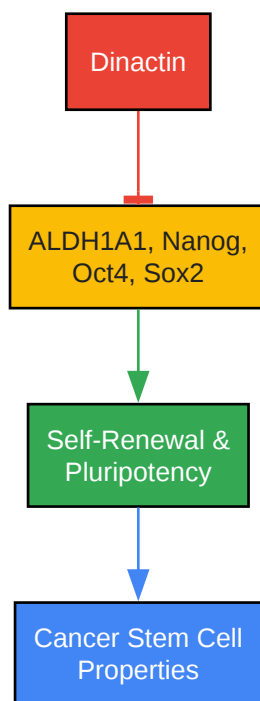 Dinactin
ALDH1A1, Nanog,
Oct4, Sox2
Self-Renewal &
Pluripotency
Cancer Stem Cell
Properties